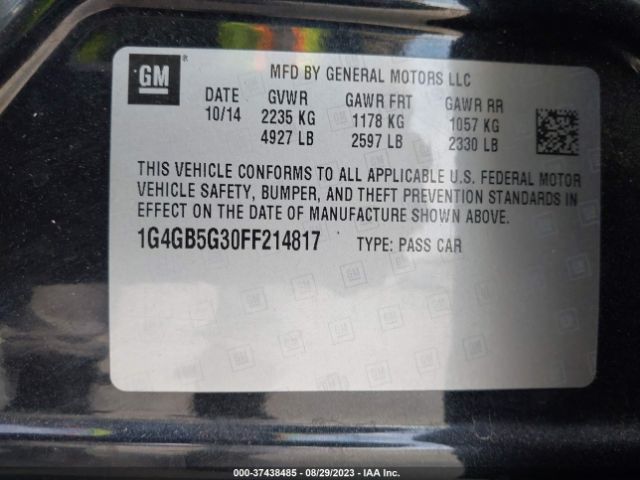 GM ®
MFD BY GENERAL MOTORS LLC
DATE GVWR GAWR FRT GAWR RR
10/14 2235 KG 1178 KG 1057 KG
4927 LB 2597 LB 2330 LB
THIS VEHICLE CONFORMS TO ALL APPLICABLE U.S. FEDERAL MOTOR
VEHICLE SAFETY, BUMPER, AND THEFT PREVENTION STANDARDS IN
EFFECT ON THE DATE OF MANUFACTURE SHOWN ABOVE.
1G4GB5G30FF214817 TYPE: PASS CAR
000-37438485 - 08/29/2023 - IAA Inc.